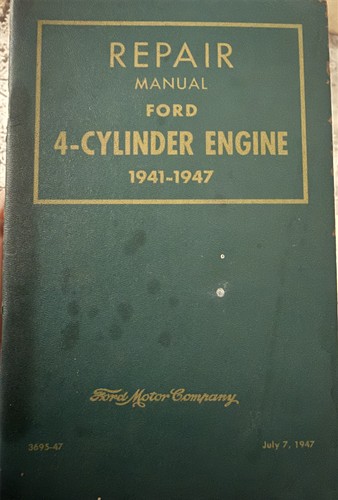 REPAIR
MANUAL
FORD
4-CYLINDER ENGINE
1941-1947
Ford Motor Company
3695-47
July 7, 1947